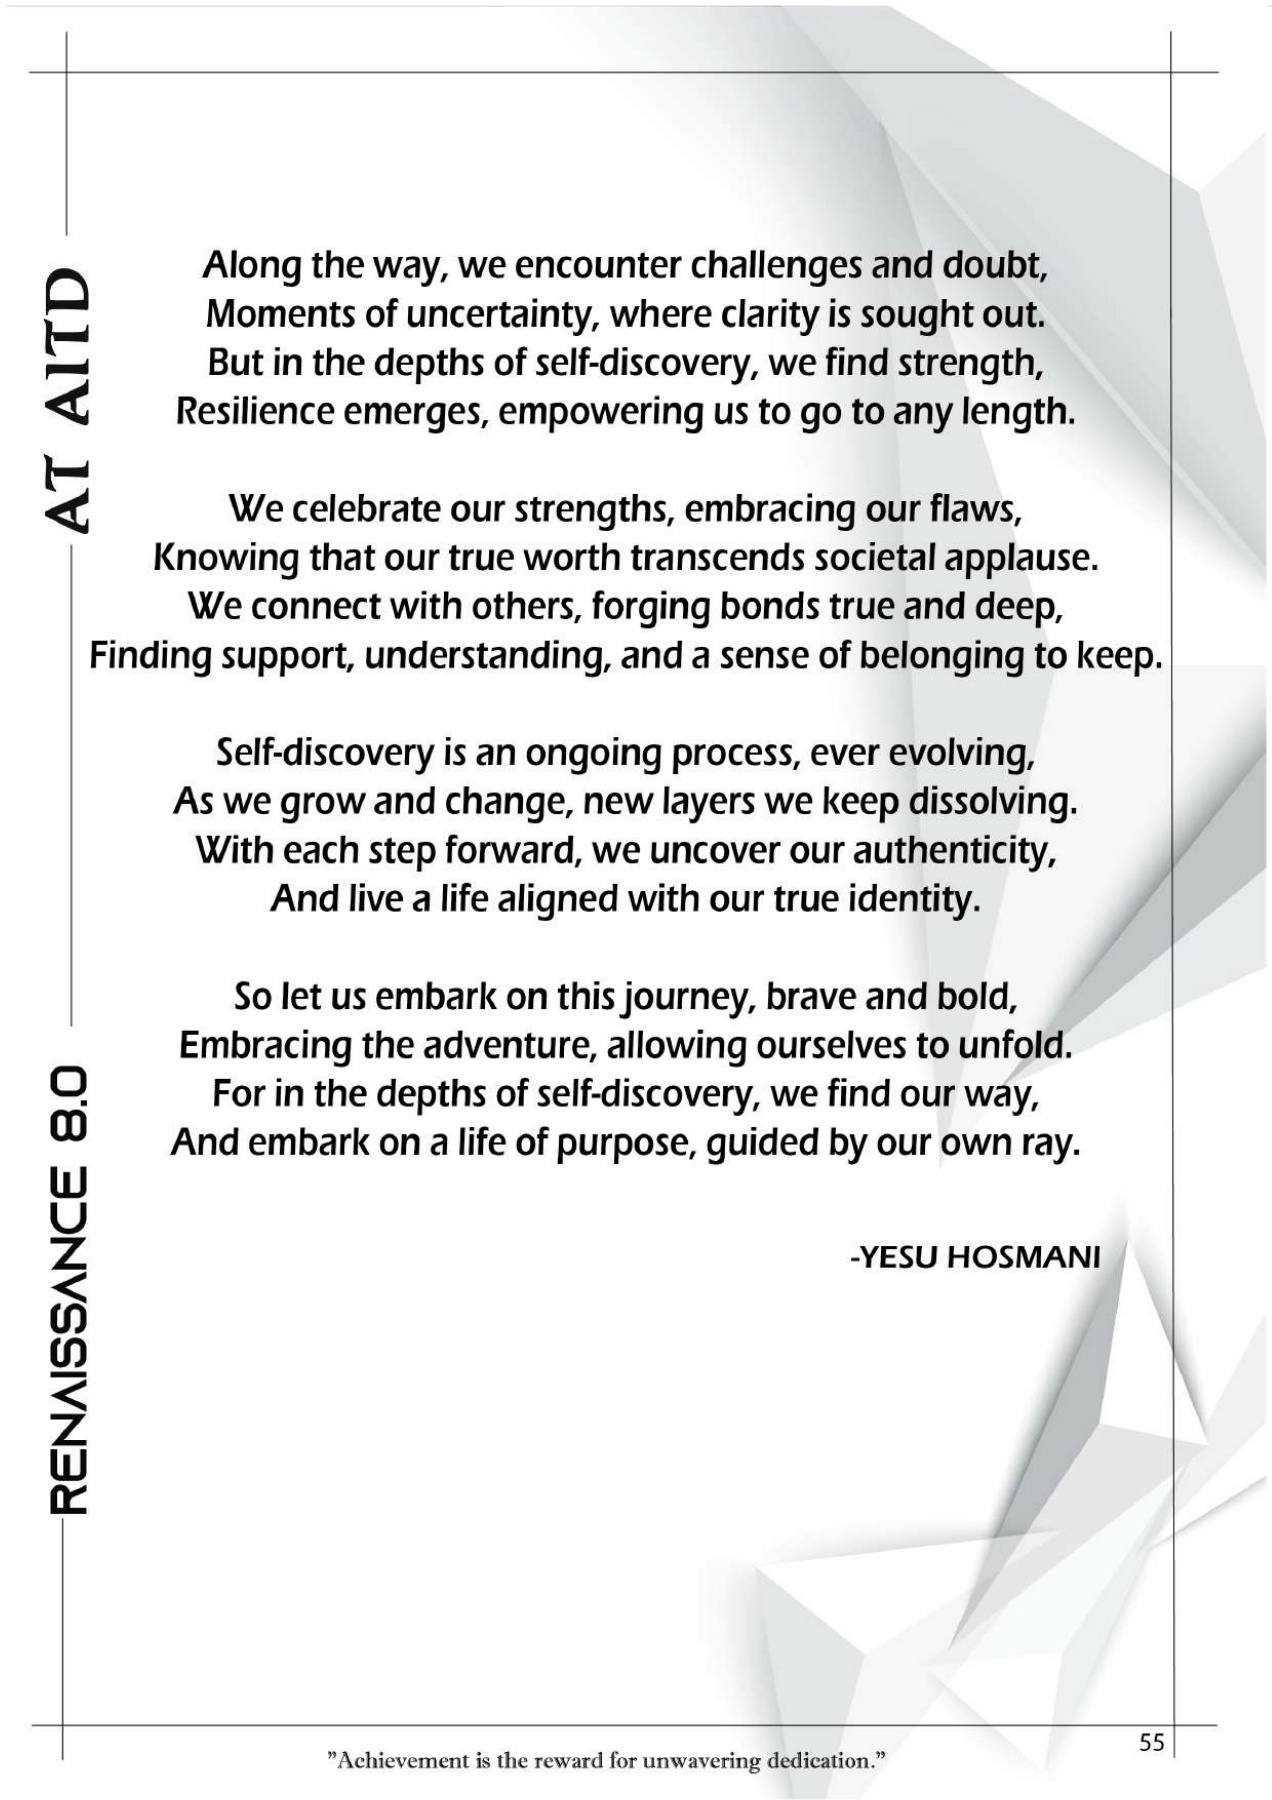 AT AITD
RENAISSANCE 8.0
Along the way, we encounter challenges and doubt,
Moments of uncertainty, where clarity is sought out.
But in the depths of self-discovery, we find strength,
Resilience emerges, empowering us to go to any length.
We celebrate our strengths, embracing our flaws,
Knowing that our true worth transcends societal applause.
We connect with others, forging bonds true and deep,
Finding support, understanding, and a sense of belonging to keep.
Self-discovery is an ongoing process, ever evolving,
As we grow and change, new layers we keep dissolving.
With each step forward, we uncover our authenticity,
And live a life aligned with our true identity.
So let us embark on this journey, brave and bold,
Embracing the adventure, allowing ourselves to unfold.
For in the depths of self-discovery, we find our way,
And embark on a life of purpose, guided by our own ray.
-YESU HOSMANI
55
"Achievement is the reward for unwavering dedication."